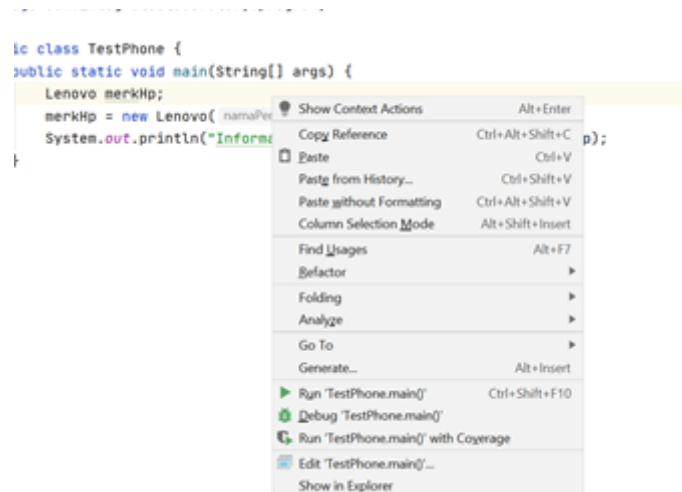 ic class TestPhone {
public static void main(String[] args) {
Lenovo merkHp;
merkHp = new Lenovo( namaPe
System.out.println("Informa p);
}
Show Context Actions Alt+Enter
Copy Reference Ctrl+Alt+Shift+C
Paste Ctrl+V
Paste from History... Ctrl+Shift+V
Paste without Formatting Ctrl+Alt+Shift+V
Column Selection Mode Alt+Shift+Insert
Find Usages Alt+F7
Refactor
Folding
Analyze
Go To
Generate... Alt+Insert
Run 'TestPhone.main()' Ctrl+Shift+F10
Debug 'TestPhone.main()'
Run 'TestPhone.main()' with Coverage
Edit 'TestPhone.main()'...
Show in Explorer